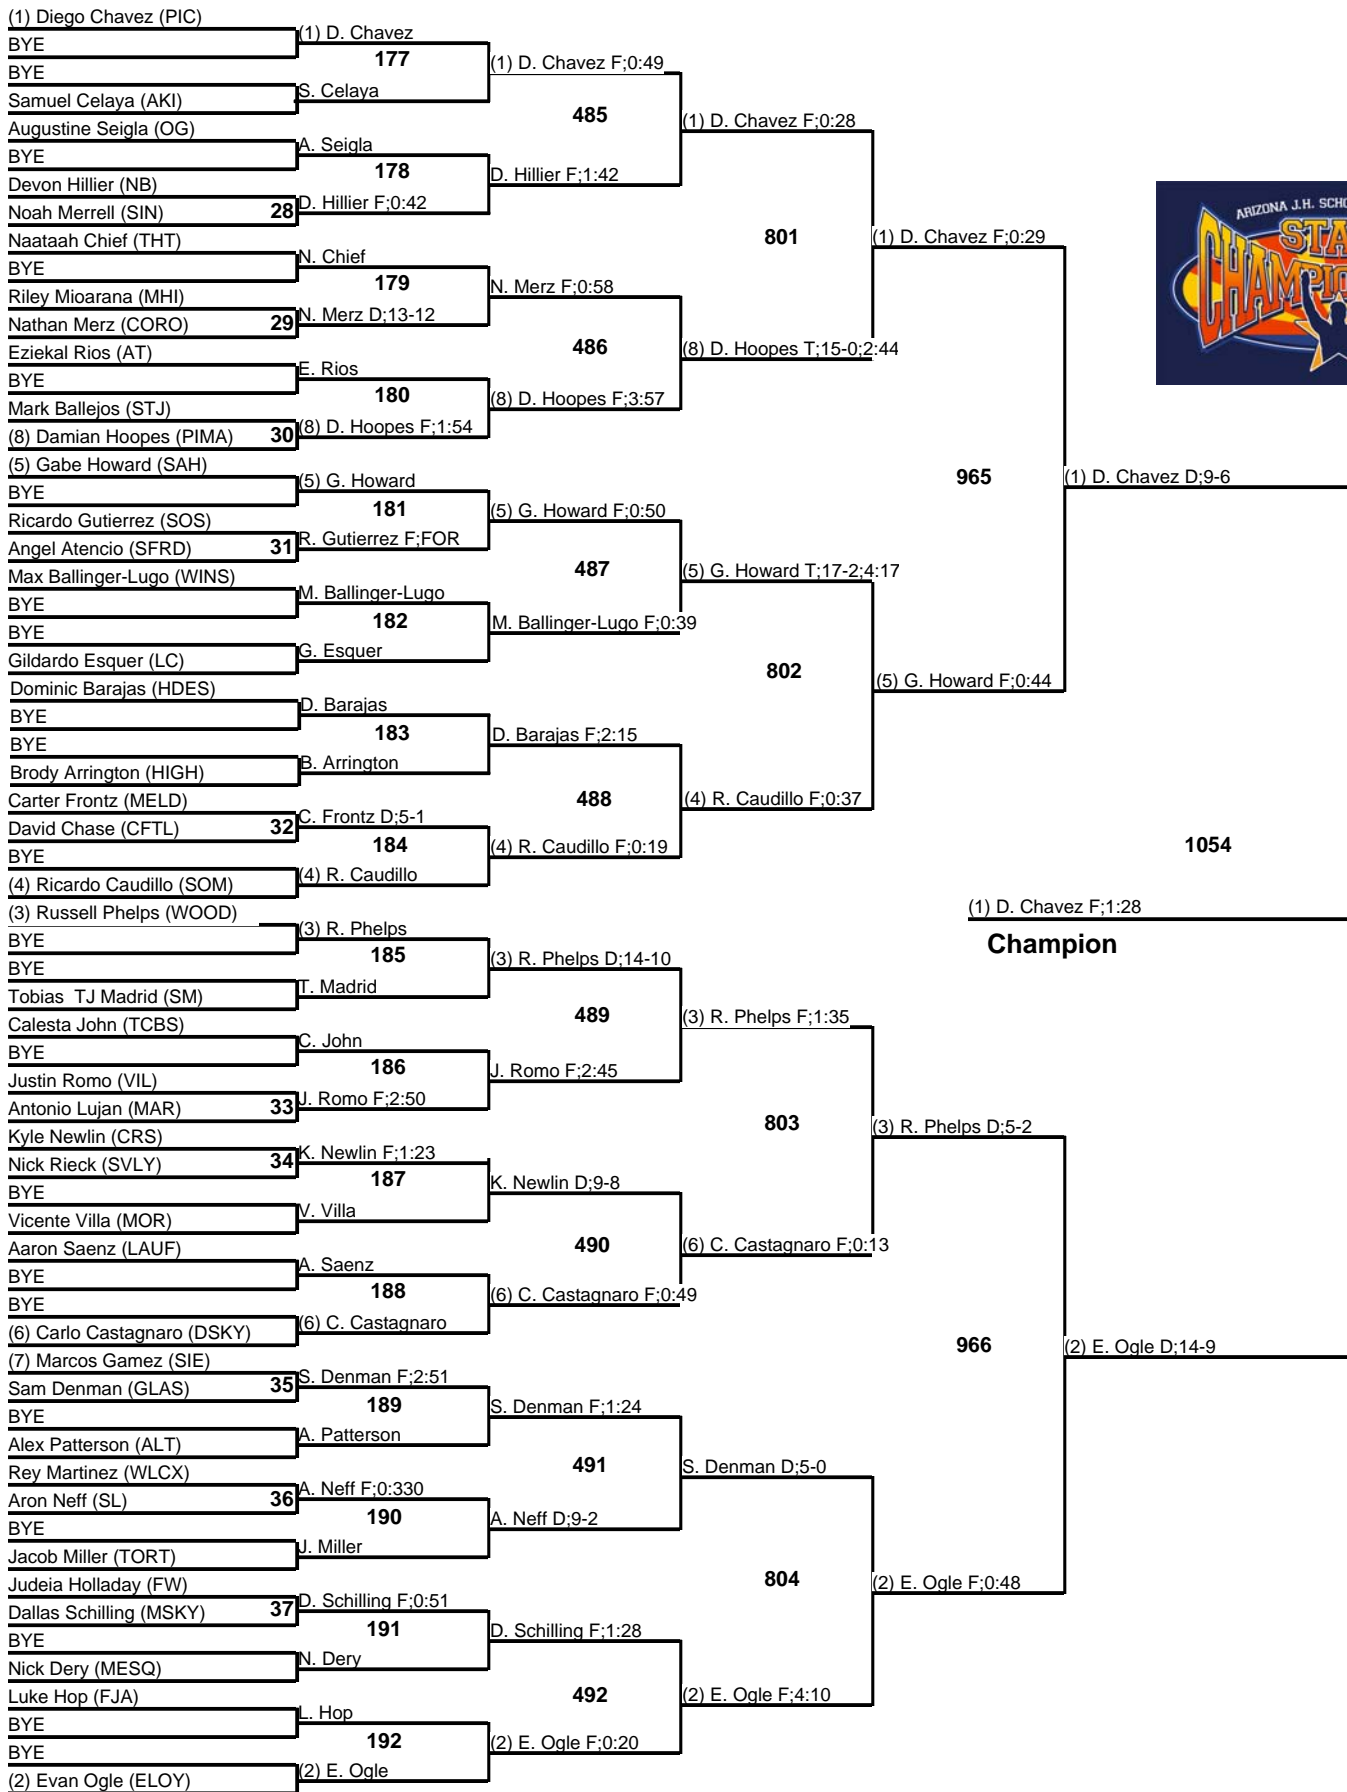 (1) Diego Chavez (PIC)
BYE
BYE
Samuel Celaya (AKI)
Augustine Seigla (OG)
BYE
Devon Hillier (NB)
Noah Merrell (SIN) 28
Naataah Chief (THT)
BYE
Riley Mioarana (MHI)
Nathan Merz (CORO) 29
Eziekal Rios (AT)
BYE
Mark Ballejos (STJ)
(8) Damian Hoopes (PIMA) 30
(5) Gabe Howard (SAH)
BYE
Ricardo Gutierrez (SOS)
Angel Atencio (SFRD) 31
Max Ballinger-Lugo (WINS)
BYE
BYE
Gildardo Esquer (LC)
Dominic Barajas (HDES)
BYE
BYE
Brody Arrington (HIGH)
Carter Frontz (MELD)
David Chase (CFTL) 32
BYE
(4) Ricardo Caudillo (SOM)
(3) Russell Phelps (WOOD)
BYE
BYE
Tobias  TJ Madrid (SM)
Calesta John (TCBS)
BYE
Justin Romo (VIL)
Antonio Lujan (MAR) 33
Kyle Newlin (CRS)
Nick Rieck (SVLY) 34
BYE
Vicente Villa (MOR)
Aaron Saenz (LAUF)
BYE
BYE
(6) Carlo Castagnaro (DSKY)
(7) Marcos Gamez (SIE)
Sam Denman (GLAS) 35
BYE
Alex Patterson (ALT)
Rey Martinez (WLCX)
Aron Neff (SL) 36
BYE
Jacob Miller (TORT)
Judeia Holladay (FW)
Dallas Schilling (MSKY) 37
BYE
Nick Dery (MESQ)
Luke Hop (FJA)
BYE
BYE
(2) Evan Ogle (ELOY)
(1) D. Chavez
177
S. Celaya
A. Seigla
178
D. Hillier F;0:42
N. Chief
179
N. Merz D;13-12
E. Rios
180
(8) D. Hoopes F;1:54
(5) G. Howard
181
R. Gutierrez F;FOR
M. Ballinger-Lugo
182
G. Esquer
D. Barajas
183
B. Arrington
C. Frontz D;5-1
184
(4) R. Caudillo
(3) R. Phelps
185
T. Madrid
C. John
186
J. Romo F;2:50
K. Newlin F;1:23
187
V. Villa
A. Saenz
188
(6) C. Castagnaro
S. Denman F;2:51
189
A. Patterson
A. Neff F;0:330
190
J. Miller
D. Schilling F;0:51
191
N. Dery
L. Hop
192
(2) E. Ogle
(1) D. Chavez F;0:49
485
D. Hillier F;1:42
N. Merz F;0:58
486
(8) D. Hoopes F;3:57
(5) G. Howard F;0:50
487
M. Ballinger-Lugo F;0:39
D. Barajas F;2:15
488
(4) R. Caudillo F;0:19
(3) R. Phelps D;14-10
489
J. Romo F;2:45
K. Newlin D;9-8
490
(6) C. Castagnaro F;0:49
S. Denman F;1:24
491
A. Neff D;9-2
D. Schilling F;1:28
492
(2) E. Ogle F;0:20
(1) D. Chavez F;0:28
801
(8) D. Hoopes T;15-0;2:44
(5) G. Howard T;17-2;4:17
802
(4) R. Caudillo F;0:37
(3) R. Phelps F;1:35
803
(6) C. Castagnaro F;0:13
S. Denman D;5-0
804
(2) E. Ogle F;4:10
(1) D. Chavez F;0:29
965
(5) G. Howard F;0:44
(3) R. Phelps D;5-2
966
(2) E. Ogle F;0:48
ARIZONA J.H.
(1) D. Chavez D;9-6
1054
(1) D. Chavez F;1:28
Champion
(2) E. Ogle D;14-9